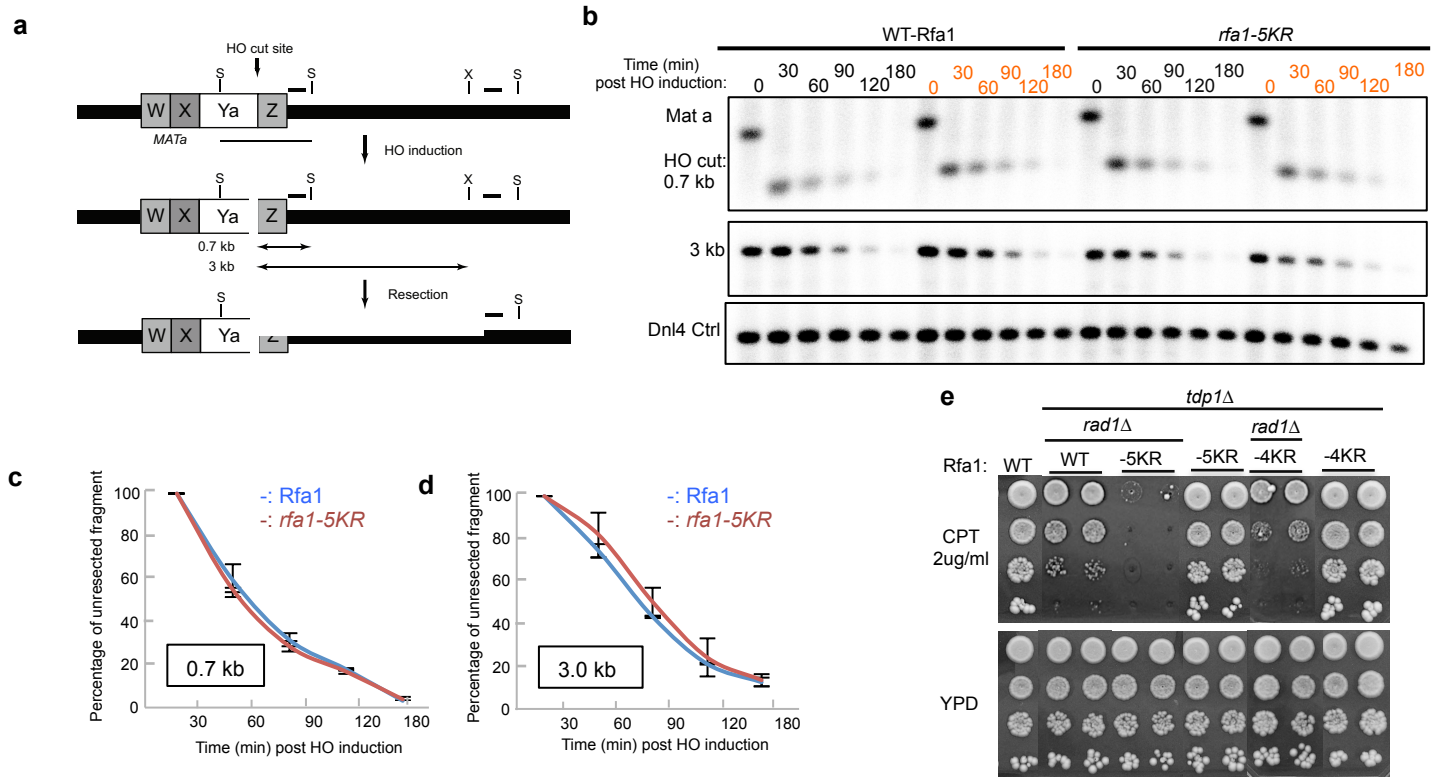 a
HO cut site
S
S
X
S
W
X
Ya
Z
MATa
HO induction
S
S
X
S
W
X
Ya
Z
0.7 kb
3 kb
Resection
S
S
W
X
Ya
Z
b
WT-Rfa1
rfa1-5KR
Time (min)
post HO induction:
0 30 60 90 120 180 0 30 60 90 120 180 0 30 60 90 120 180 0 30 60 90 120 180
Mat a
HO cut:
0.7 kb
3 kb
Dnl4 Ctrl
c
Percentage of unresected fragment
100
80
60
40
20
0
-: Rfa1
-: rfa1-5KR
0.7 kb
30 60 90 120 180
Time (min) post HO induction
d
Percentage of unresected fragment
100
80
60
40
20
0
-: Rfa1
-: rfa1-5KR
3.0 kb
30 60 90 120 180
Time (min) post HO induction
e
tdp1Δ
rad1Δ
rad1Δ
Rfa1: WT WT -5KR -5KR -4KR -4KR
CPT
2ug/ml
YPD